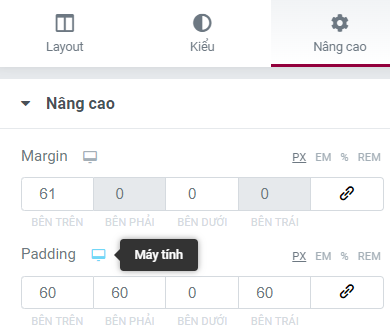 Layout Kiểu Nâng cao
Nâng cao
Margin PX EM % REM
61 0 0 0
BÊN TRÊN BÊN PHẢI BÊN DƯỚI BÊN TRÁI
Padding Máy tính PX EM % REM
60 60 0 60
BÊN TRÊN BÊN PHẢI BÊN DƯỚI BÊN TRÁI